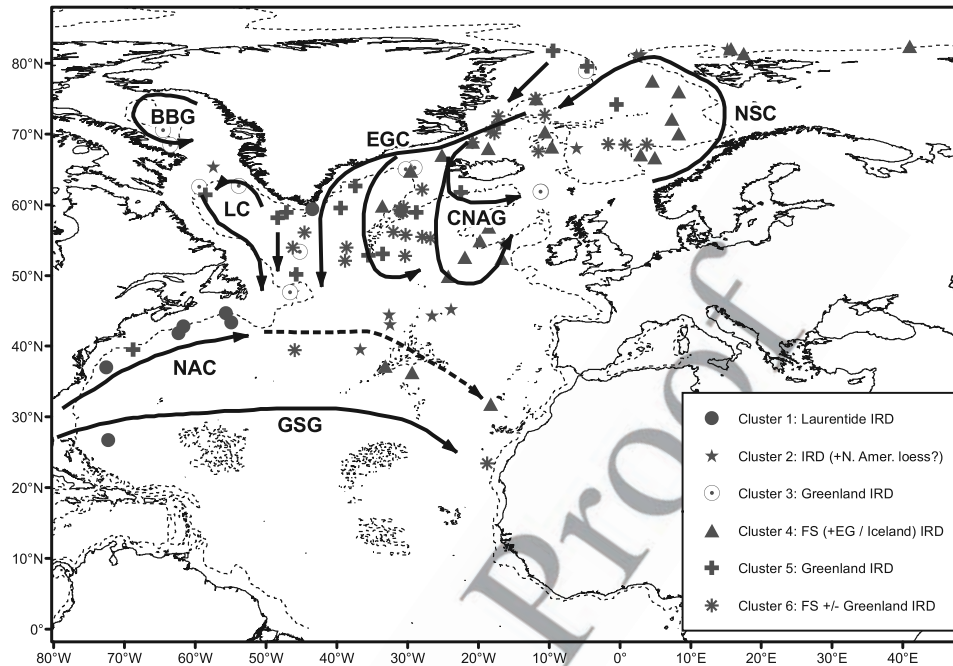 80°N
70°N
60°N
50°N
40°N
30°N
20°N
10°N
0°
BBG
EGC
NSC
LC
CNAG
NAC
GSG
Proof
Cluster 1: Laurentide IRD
Cluster 2: IRD (+N. Amer. loess?)
Cluster 3: Greenland IRD
Cluster 4: FS (+EG / Iceland) IRD
Cluster 5: Greenland IRD
Cluster 6: FS +/- Greenland IRD
80°W 70°W 60°W 50°W 40°W 30°W 20°W 10°W 0° 10°E 20°E 30°E 40°E